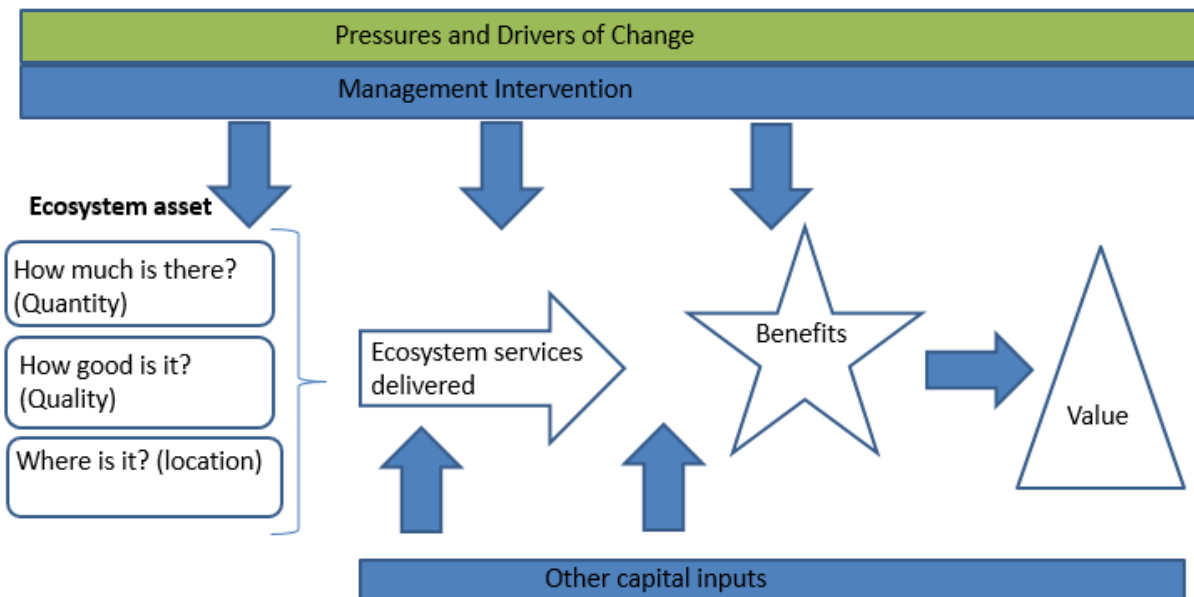 Pressures and Drivers of Change
Management Intervention
Ecosystem asset
How much is there?
(Quantity)
How good is it?
(Quality)
Where is it? (location)
Ecosystem services
delivered
Benefits
Value
Other capital inputs